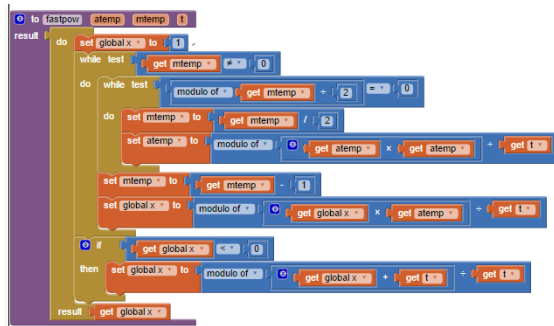 to fastpow atemp mtemp t
result do set global x to 1
while test get mtemp ≠ 0
do while test modulo of get mtemp ÷ 2 = 0
do set mtemp to get mtemp / 2
set atemp to modulo of get atemp × get atemp ÷ get t
set mtemp to get mtemp - 1
set global x to modulo of get global x × get atemp ÷ get t
if get global x < 0
then set global x to modulo of get global x + get t ÷ get t
result get global x